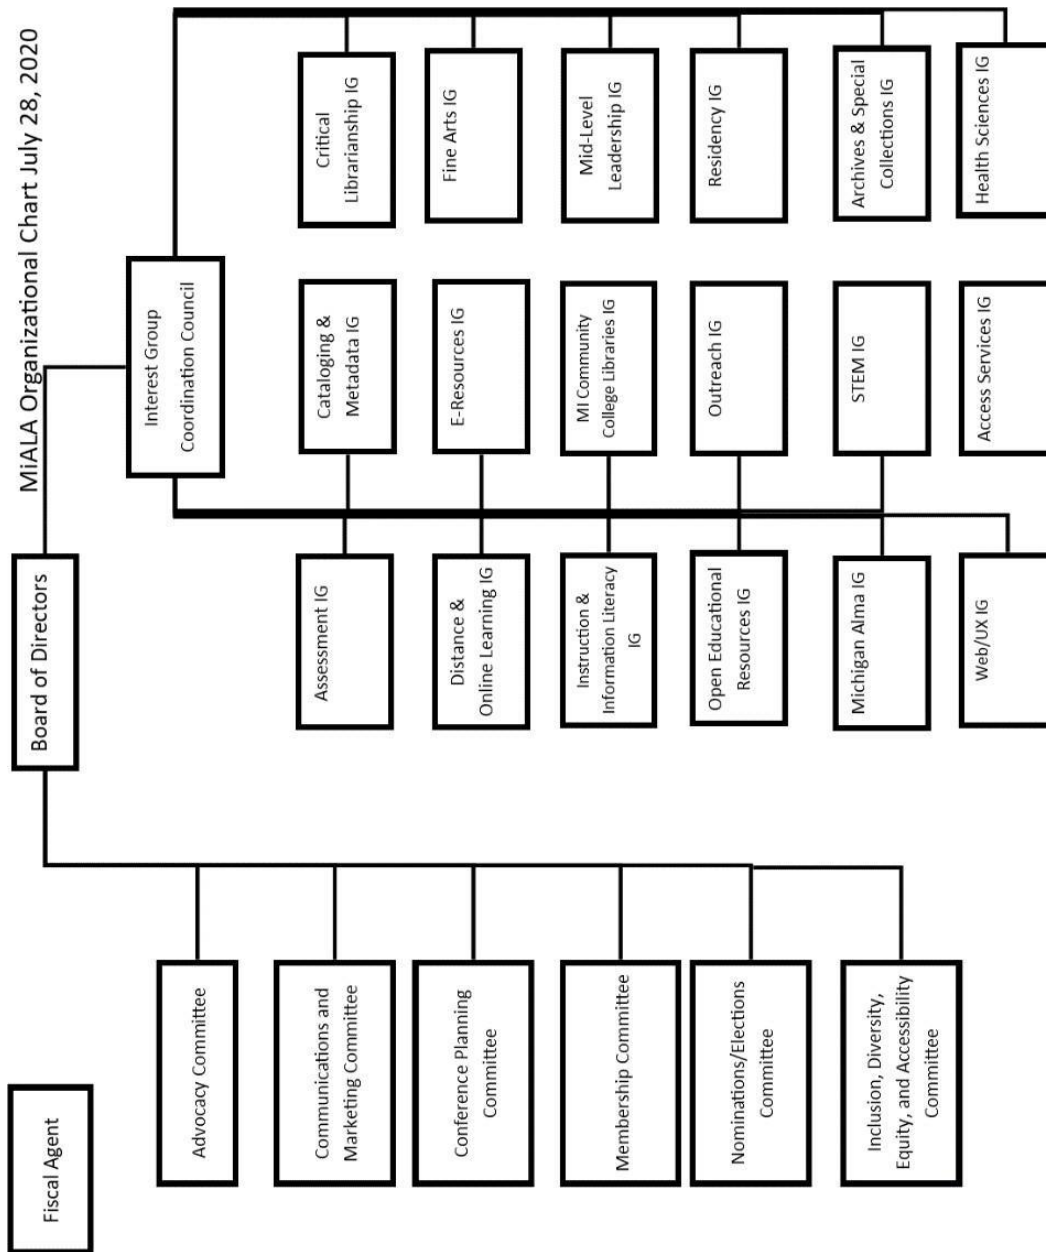 MiALA Organizational Chart July 28, 2020
Fiscal Agent
Board of Directors
Interest Group
Coordination Council
Advocacy Committee
Communications and
Marketing Committee
Conference Planning
Committee
Membership Committee
Nominations/Elections
Committee
Inclusion, Diversity,
Equity, and Accessibility
Committee
Assessment IG
Distance &
Online Learning IG
Instruction &
Information Literacy
IG
Open Educational
Resources IG
Michigan Alma IG
Web/UX IG
Cataloging &
Metadata IG
E-Resources IG
MI Community
College Libraries IG
Outreach IG
STEM IG
Access Services IG
Critical
Librarianship IG
Fine Arts IG
Mid-Level
Leadership IG
Residency IG
Archives & Special
Collections IG
Health Sciences IG